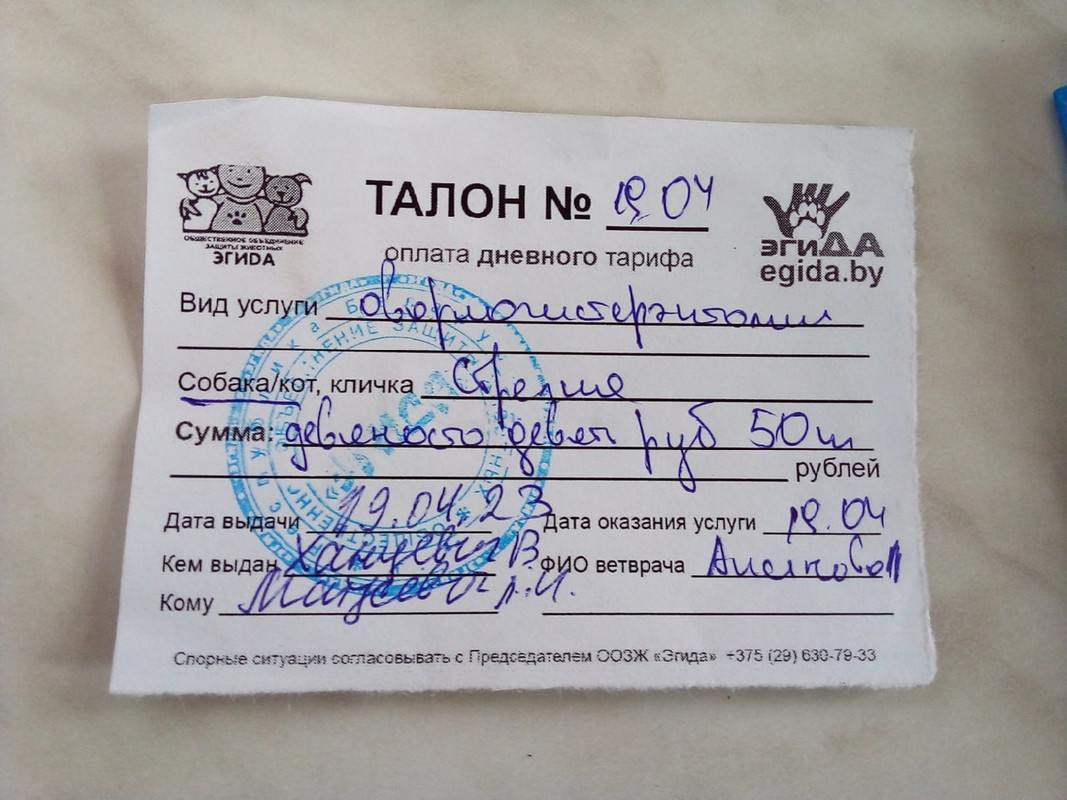 ТАЛОН № 19.04
ОБЩЕСТВЕННОЕ ОБЪЕДИНЕНИЕ
ЗАЩИТЫ ЖИВОТНЫХ
ЭГИДА
ЭГИДА
egida.by
оплата дневного тарифа
Вид услуги овариогистерэктомия
Собака/кот, кличка
Сумма: девяносто девять руб 50
рублей
Дата выдачи 19.04.23 Дата оказания услуги 19.04
Кем выдан Ханцевич В. ФИО ветврача
Кому
Спорные ситуации согласовывать с Председателем ООЗЖ «Эгида» +375 (29) 630-79-33